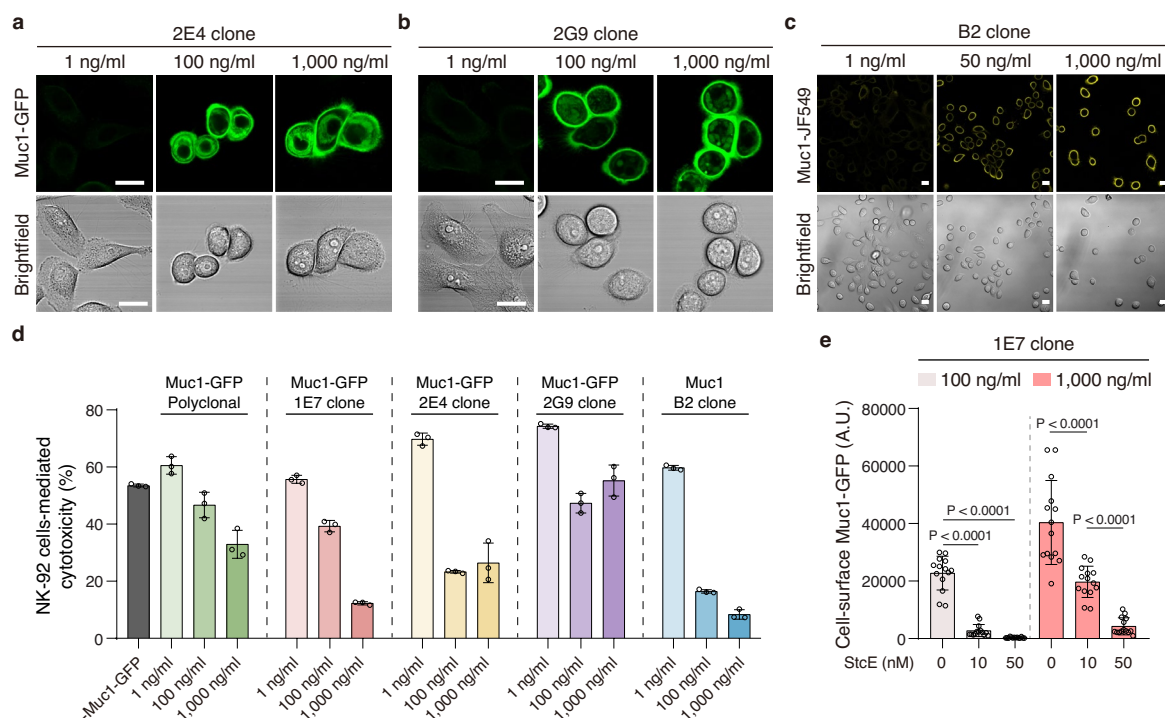 a
2E4 clone
1 ng/ml 100 ng/ml 1,000 ng/ml
Muc1-GFP
Brightfield
b
2G9 clone
1 ng/ml 100 ng/ml 1,000 ng/ml
c
B2 clone
1 ng/ml 50 ng/ml 1,000 ng/ml
Muc1-JF549
Brightfield
d
Muc1-GFP
Polyclonal
Muc1-GFP
1E7 clone
Muc1-GFP
2E4 clone
Muc1-GFP
2G9 clone
Muc1
B2 clone
NK-92 cells-mediated
cytotoxicity (%)
80
60
40
20
0
-Muc1-GFP
1 ng/ml
100 ng/ml
1,000 ng/ml
1 ng/ml
100 ng/ml
1,000 ng/ml
1 ng/ml
100 ng/ml
1,000 ng/ml
1 ng/ml
100 ng/ml
1,000 ng/ml
1 ng/ml
100 ng/ml
1,000 ng/ml
e
1E7 clone
100 ng/ml 1,000 ng/ml
Cell-surface Muc1-GFP (A.U.)
80000
60000
40000
20000
0
P < 0.0001
P < 0.0001
P < 0.0001
P < 0.0001
StcE (nM) 0 10 50 0 10 50